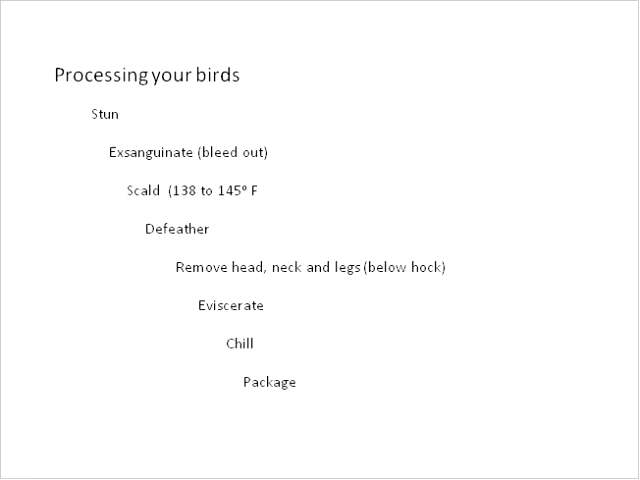 Processing your birds
Stun
Exsanguinate (bleed out)
Scald (138 to 145º F
Defeather
Remove head, neck and legs (below hock)
Eviscerate
Chill
Package